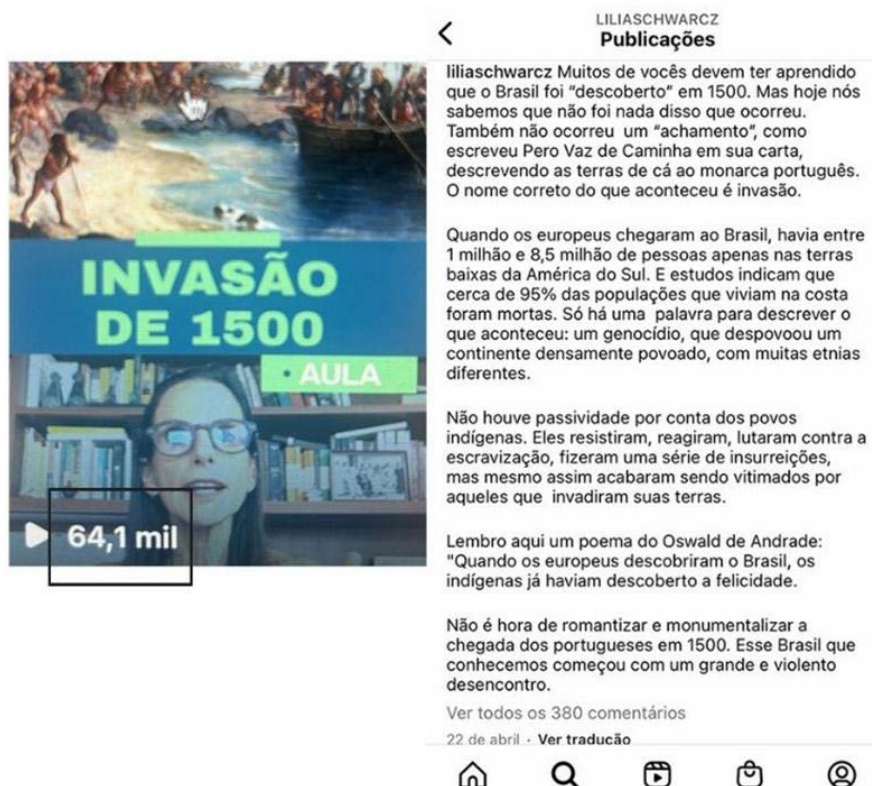 INVASÃO
DE 1500
• AULA
64,1 mil
LILIASCHWARCZ
Publicações
liliaschwarcz Muitos de vocês devem ter aprendido
que o Brasil foi "descoberto" em 1500. Mas hoje nós
sabemos que não foi nada disso que ocorreu.
Também não ocorreu um "achamento", como
escreveu Pero Vaz de Caminha em sua carta,
descrevendo as terras de cá ao monarca português.
O nome correto do que aconteceu é invasão.
Quando os europeus chegaram ao Brasil, havia entre
1 milhão e 8,5 milhão de pessoas apenas nas terras
baixas da América do Sul. E estudos indicam que
cerca de 95% das populações que viviam na costa
foram mortas. Só há uma palavra para descrever o
que aconteceu: um genocídio, que despovoou um
continente densamente povoado, com muitas etnias
diferentes.
Não houve passividade por conta dos povos
indígenas. Eles resistiram, reagiram, lutaram contra a
escravização, fizeram uma série de insurreições,
mas mesmo assim acabaram sendo vitimados por
aqueles que invadiram suas terras.
Lembro aqui um poema do Oswald de Andrade:
"Quando os europeus descobriram o Brasil, os
indígenas já haviam descoberto a felicidade.
Não é hora de romantizar e monumentalizar a
chegada dos portugueses em 1500. Esse Brasil que
conhecemos começou com um grande e violento
desencontro.
Ver todos os 380 comentários
22 de abril · Ver tradução